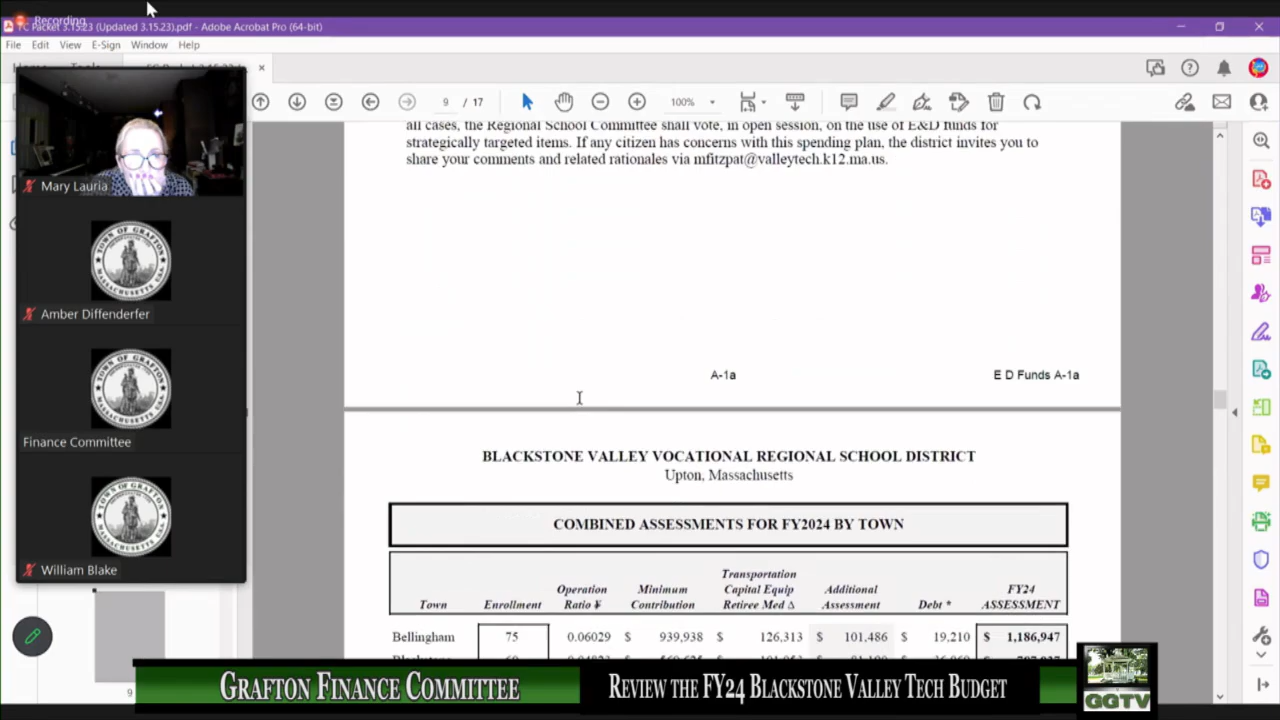 Recording
FC Packet 3.15.23 (Updated 3.15.23).pdf - Adobe Acrobat Pro (64-bit)
File Edit View E-Sign Window Help
9 / 17 100%
all cases, the Regional School Committee shall vote, in open session, on the use of E&D funds for
strategically targeted items. If any citizen has concerns with this spending plan, the district invites you to
share your comments and related rationales via mfitzpat@valleytech.k12.ma.us.
Mary Lauria
Amber Diffenderfer
Finance Committee
William Blake
A-1a E D Funds A-1a
BLACKSTONE VALLEY VOCATIONAL REGIONAL SCHOOL DISTRICT
Upton, Massachusetts
COMBINED ASSESSMENTS FOR FY2024 BY TOWN
Transportation
Operation Minimum Capital Equip Additional FY24
Town Enrollment Ratio ¥ Contribution Retiree Med Δ Assessment Debt * ASSESSMENT
Bellingham 75 0.06029 $ 939,938 $ 126,313 $ 101,486 $ 19,210 $ 1,186,947
9
GRAFTON FINANCE COMMITTEE
REVIEW THE FY24 BLACKSTONE VALLEY TECH BUDGET
GGTV